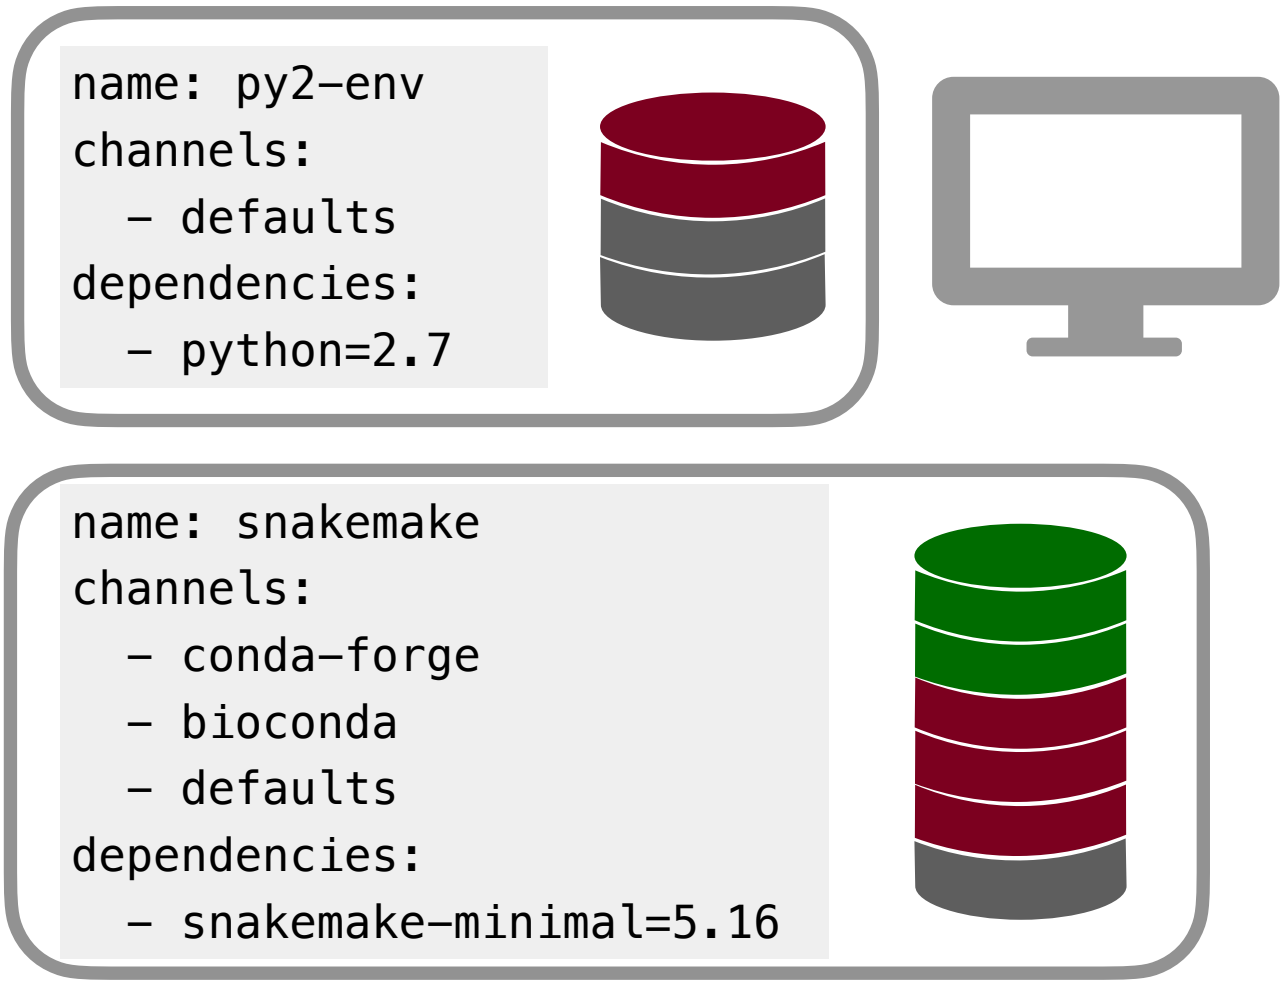 name: py2-env
channels:
  - defaults
dependencies:
  - python=2.7
name: snakemake
channels:
  - conda-forge
  - bioconda
  - defaults
dependencies:
  - snakemake-minimal=5.16